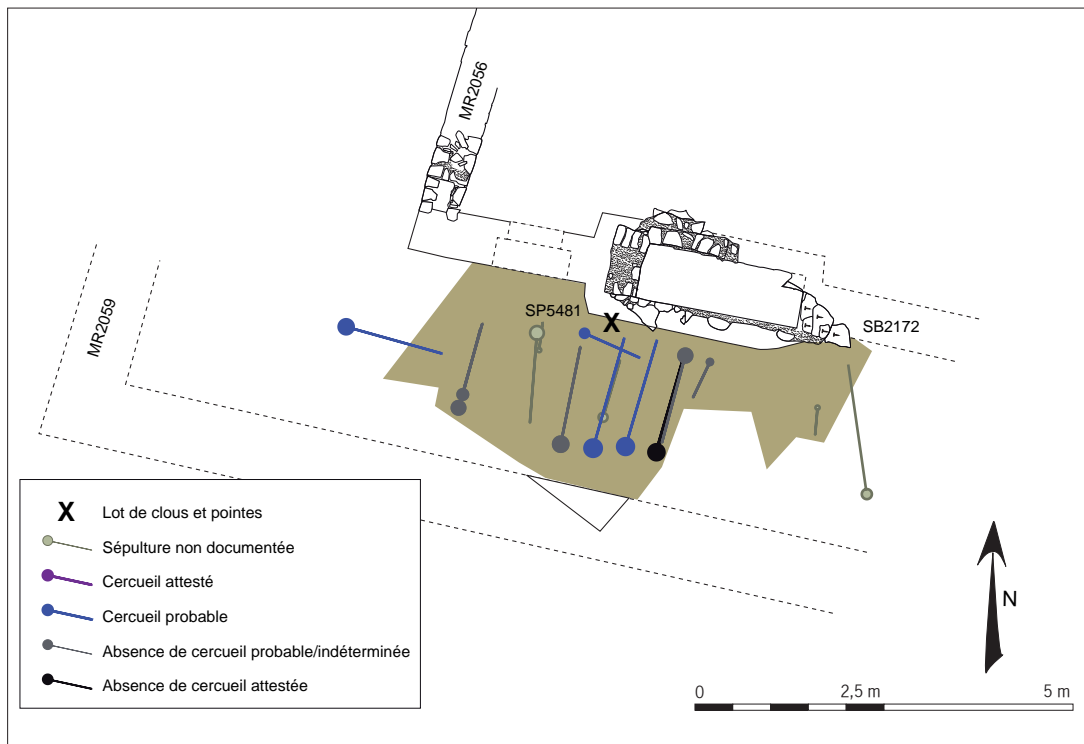 MR2056
MR2059
SP5481
X
SB2172
X Lot de clous et pointes
Sépulture non documentée
Cercueil attesté
Cercueil probable
Absence de cercueil probable/indéterminée
Absence de cercueil attestée
N
0 2,5 m 5 m
T
T
T
T
T